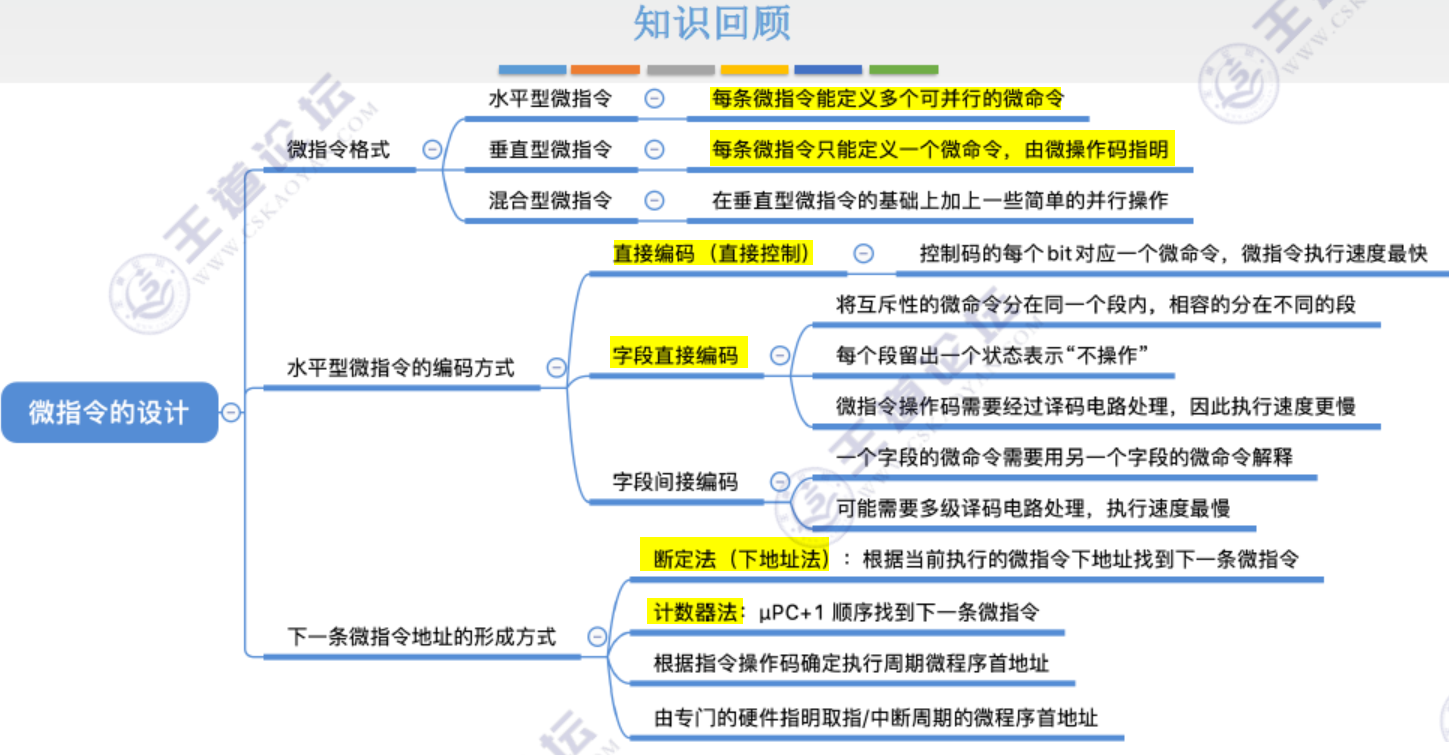 知识回顾
微指令的设计
微指令格式
水平型微指令
每条微指令能定义多个可并行的微命令
垂直型微指令
每条微指令只能定义一个微命令，由微操作码指明
混合型微指令
在垂直型微指令的基础上加上一些简单的并行操作
水平型微指令的编码方式
直接编码（直接控制）
控制码的每个bit对应一个微命令，微指令执行速度最快
字段直接编码
将互斥性的微命令分在同一个段内，相容的分在不同的段
每个段留出一个状态表示“不操作”
微指令操作码需要经过译码电路处理，因此执行速度更慢
字段间接编码
一个字段的微命令需要用另一个字段的微命令解释
可能需要多级译码电路处理，执行速度最慢
下一条微指令地址的形成方式
断定法（下地址法）：根据当前执行的微指令下地址找到下一条微指令
计数器法：μPC+1 顺序找到下一条微指令
根据指令操作码确定执行周期微程序首地址
由专门的硬件指明取指/中断周期的微程序首地址
王道论坛
WWW.CSKAOYAN.COM
王道论坛
WWW.CSKAOYAN.COM